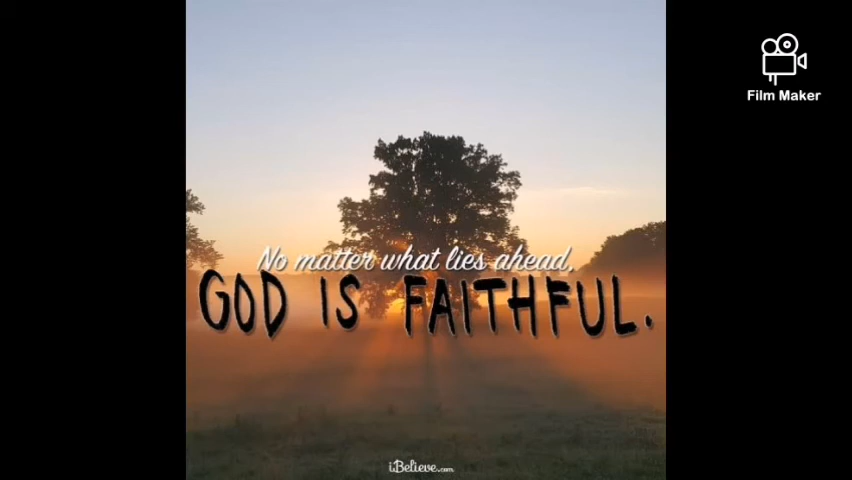 Film Maker
No matter what lies ahead,
GOD IS FAITHFUL.
iBelieve.com